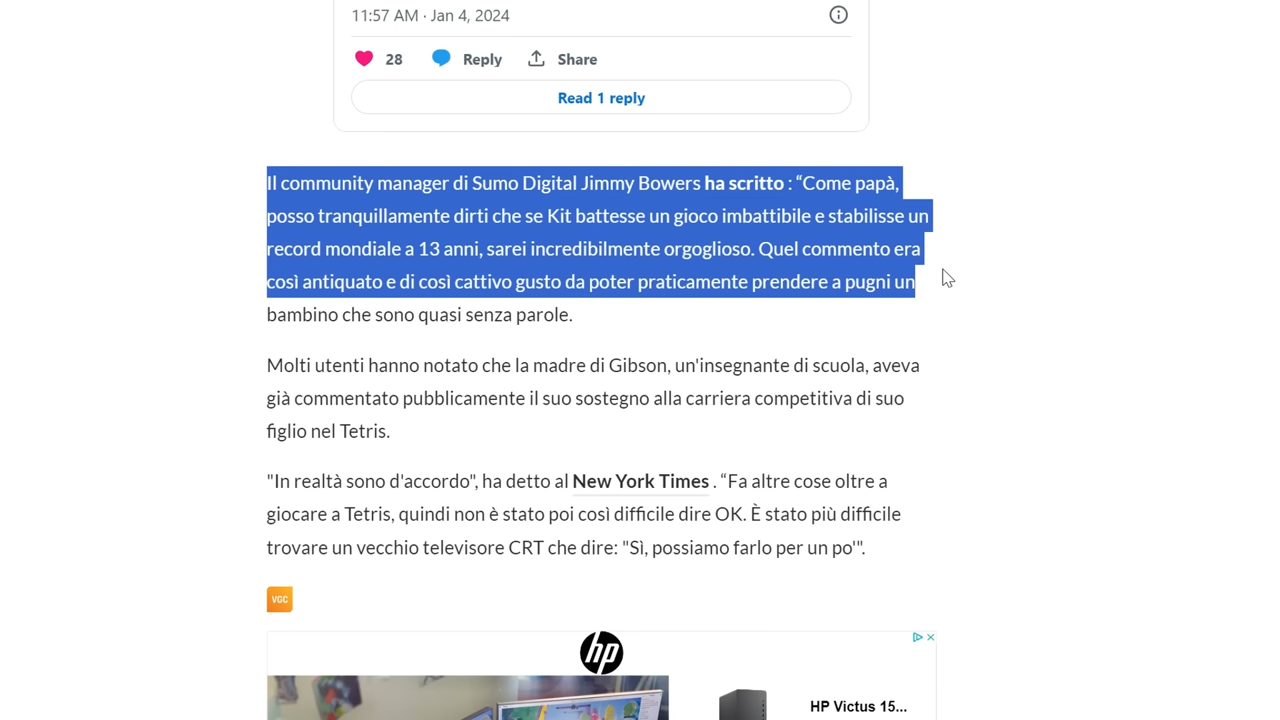 11:57 AM · Jan 4, 2024
28 Reply Share
Read 1 reply
Il community manager di Sumo Digital Jimmy Bowers ha scritto : “Come papà,
posso tranquillamente dirti che se Kit battesse un gioco imbattibile e stabilisse un
record mondiale a 13 anni, sarei incredibilmente orgoglioso. Quel commento era
così antiquato e di così cattivo gusto da poter praticamente prendere a pugni un
bambino che sono quasi senza parole.
Molti utenti hanno notato che la madre di Gibson, un'insegnante di scuola, aveva
già commentato pubblicamente il suo sostegno alla carriera competitiva di suo
figlio nel Tetris.
"In realtà sono d'accordo", ha detto al New York Times . “Fa altre cose oltre a
giocare a Tetris, quindi non è stato poi così difficile dire OK. È stato più difficile
trovare un vecchio televisore CRT che dire: "Sì, possiamo farlo per un po'".
VGC
hp
HP Victus 15...